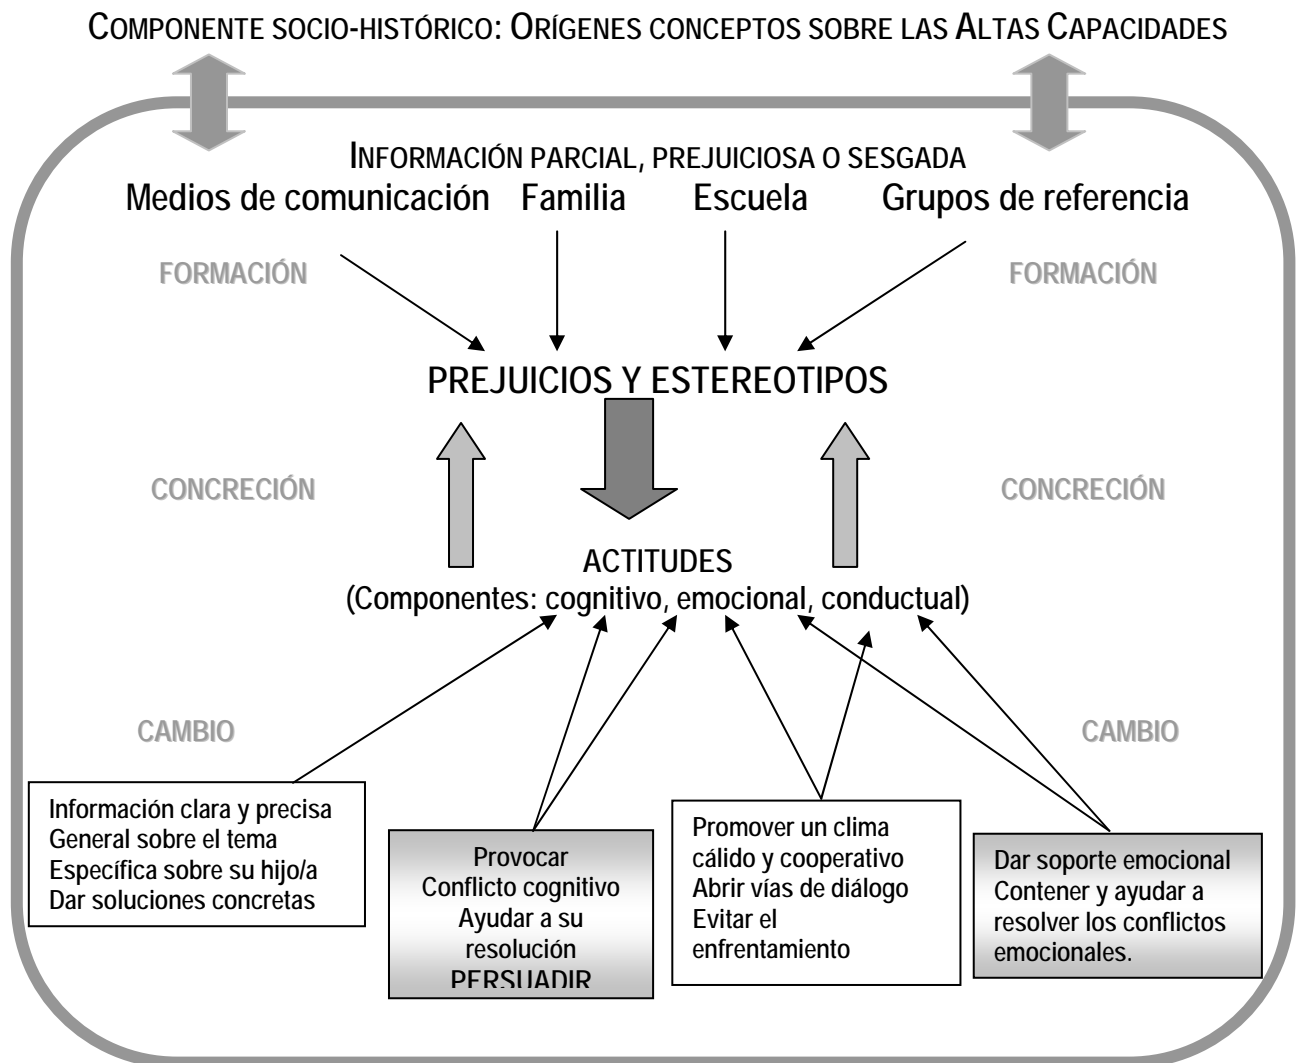 COMPONENTE SOCIO-HISTÓRICO: ORÍGENES CONCEPTOS SOBRE LAS ALTAS CAPACIDADES
INFORMACIÓN PARCIAL, PREJUICIOSA O SESGADA
Medios de comunicación Familia Escuela Grupos de referencia
FORMACIÓN FORMACIÓN
PREJUICIOS Y ESTEREOTIPOS
CONCRECIÓN CONCRECIÓN
ACTITUDES
(Componentes: cognitivo, emocional, conductual)
CAMBIO CAMBIO
Información clara y precisa
General sobre el tema
Específica sobre su hijo/a
Dar soluciones concretas
Provocar
Conflicto cognitivo
Ayudar a su
resolución
PERSUADIR
Promover un clima
cálido y cooperativo
Abrir vías de diálogo
Evitar el
enfrentamiento
Dar soporte emocional
Contener y ayudar a
resolver los conflictos
emocionales.